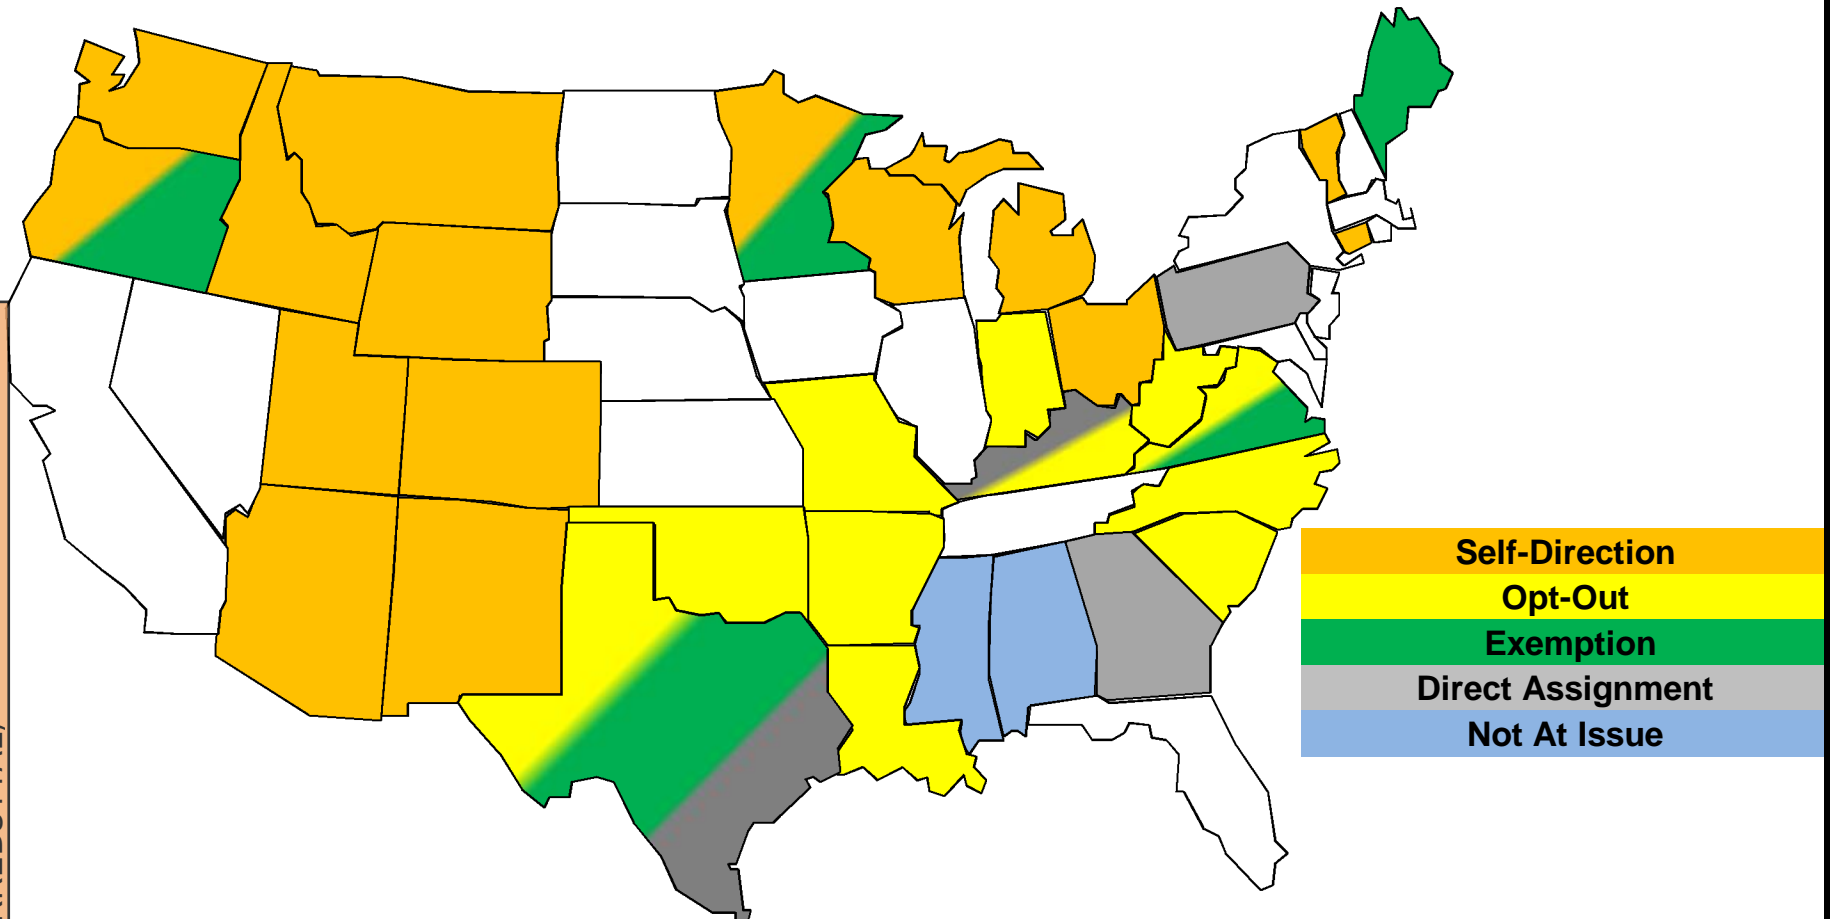 Self-Direction
Opt-Out
Exemption
Direct Assignment
Not At Issue